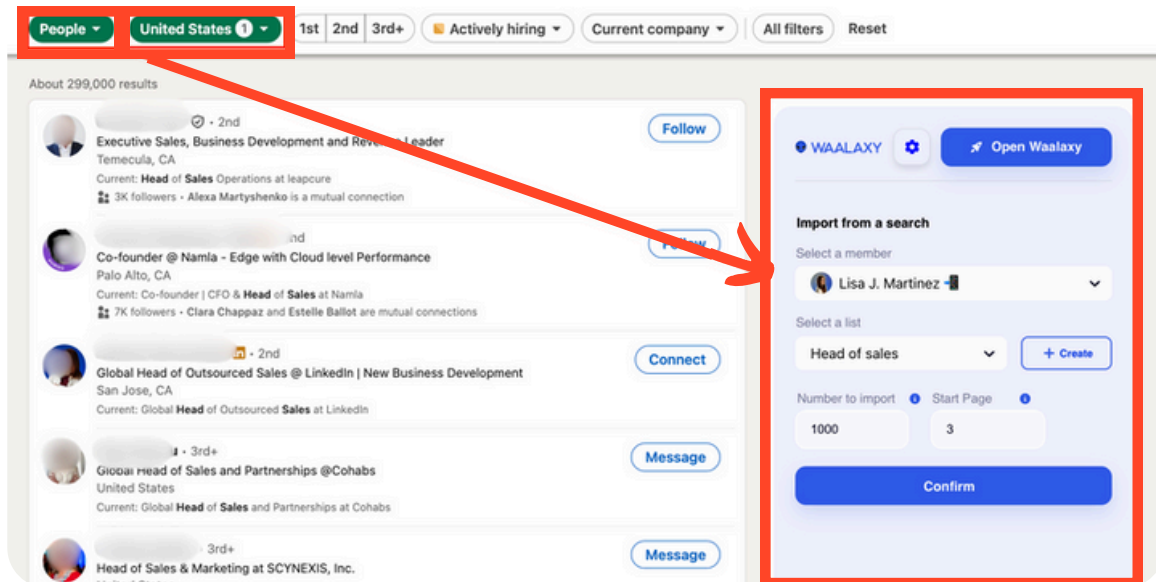 People United States 1 1st 2nd 3rd+ Actively hiring Current company All filters Reset
About 299,000 results
2nd
Executive Sales, Business Development and Revenue Leader
Temecula, CA
Current: Head of Sales Operations at leapcure
3K followers • Alexa Martyshenko is a mutual connection
Follow
Co-founder @ Namla - Edge with Cloud level Performance
Palo Alto, CA
Current: Co-founder | CFO & Head of Sales at Namla
7K followers • Clara Chappaz and Estelle Ballot are mutual connections
Follow
• 2nd
Global Head of Outsourced Sales @ LinkedIn | New Business Development
San Jose, CA
Current: Global Head of Outsourced Sales at LinkedIn
Connect
• 3rd+
Global Head of Sales and Partnerships @Cohabs
United States
Current: Global Head of Sales and Partnerships at Cohabs
Message
3rd+
Head of Sales & Marketing at SCYNEXIS, Inc.
Message
WAALAXY Open Waalaxy
Import from a search
Select a member
Lisa J. Martinez
Select a list
Head of sales + Create
Number to import Start Page
1000 3
Confirm